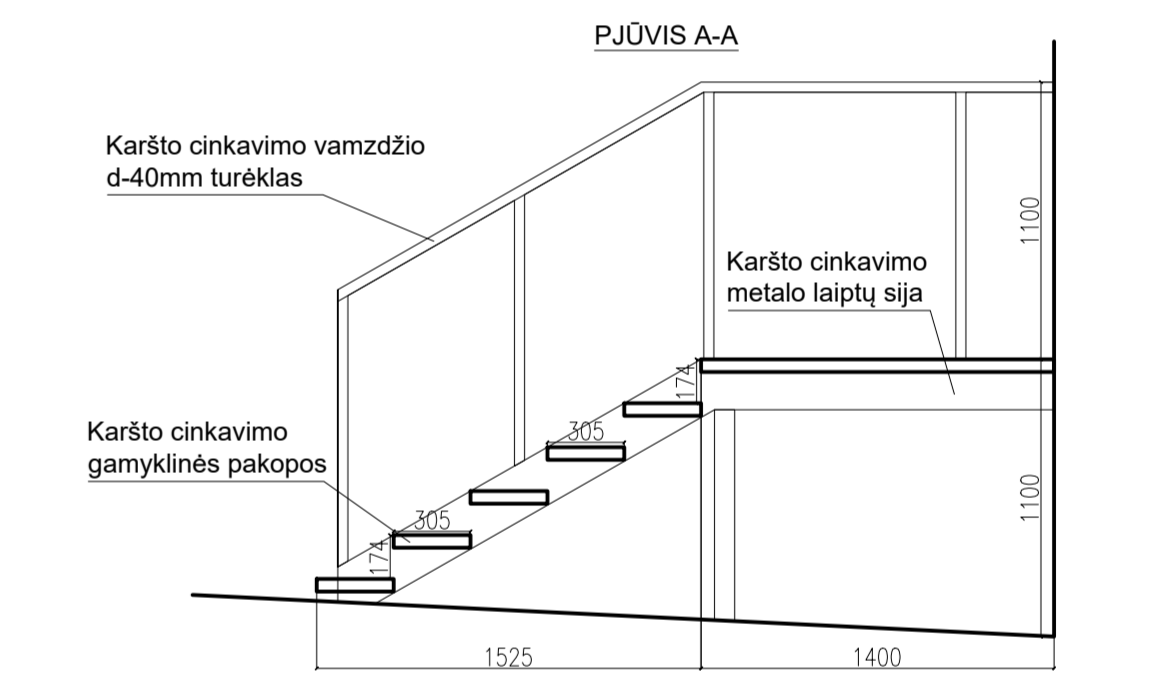 PJŪVIS A-A
Karšto cinkavimo vamzdžio
d-40mm turėklas
1100
Karšto cinkavimo
metalo laiptų sija
174
305
Karšto cinkavimo
gamyklinės pakopos
1100
305
174
1525
1400